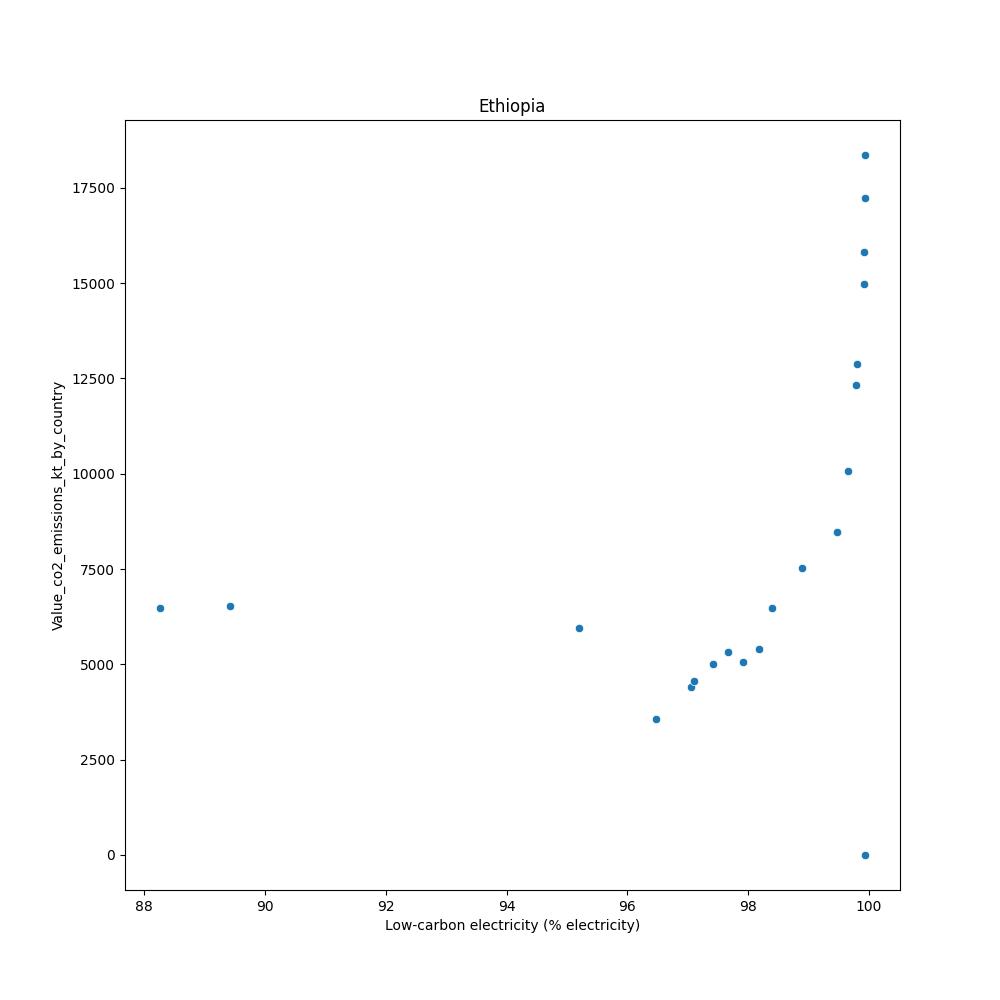 Ethiopia
17500
15000
12500
10000
7500
5000
2500
0
Value_co2_emissions_kt_by_country
88 90 92 94 96 98 100
Low-carbon electricity (% electricity)